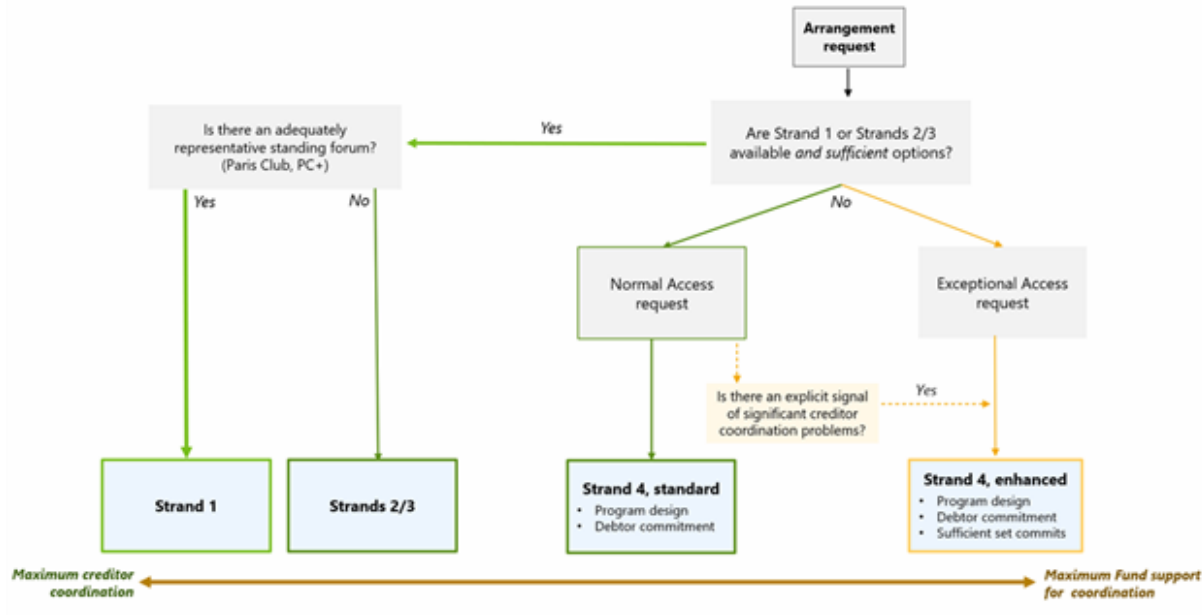 Arrangement
request
Is there an adequately
representative standing forum?
(Paris Club, PC+)
Yes
Are Strand 1 or Strands 2/3
available and sufficient options?
Yes
No
No
Normal Access
request
Exceptional Access
request
Is there an explicit signal
of significant creditor
coordination problems?
Yes
Strand 1
Strands 2/3
Strand 4, standard
• Program design
• Debtor commitment
Strand 4, enhanced
• Program design
• Debtor commitment
• Sufficient set commits
Maximum creditor
coordination
Maximum Fund support
for coordination